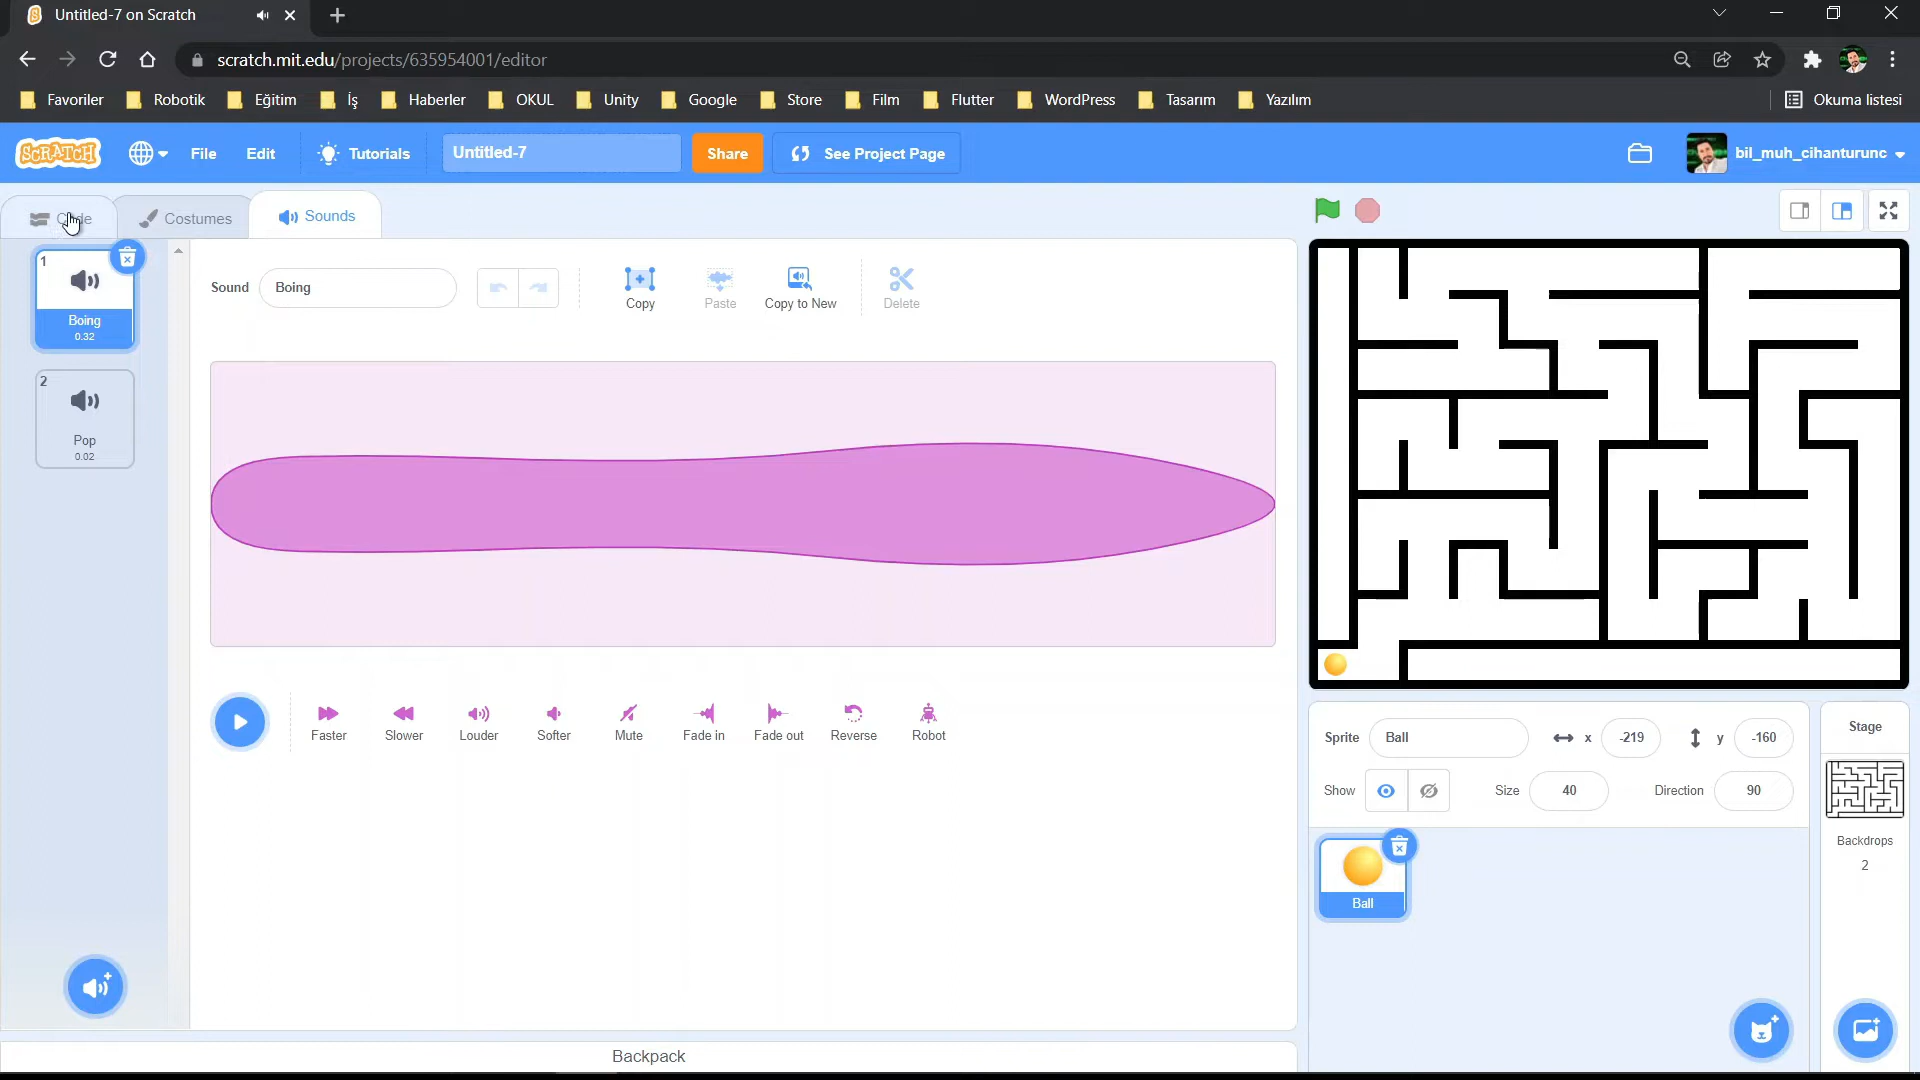 Untitled-7 on Scratch
scratch.mit.edu/projects/635954001/editor
Favoriler Robotik Eğitim İş Haberler OKUL Unity Google Store Film Flutter WordPress Tasarım Yazılım Okuma listesi
SCRATCH File Edit Tutorials Untitled-7 Share See Project Page bil_muh_cihanturunc
Costumes Sounds
1
Boing
0.32
2
Pop
0.02
Sound Boing Copy Paste Copy to New Delete
Faster Slower Louder Softer Mute Fade in Fade out Reverse Robot
Sprite Ball x -219 y -160
Show Size 40 Direction 90
Ball
Stage
Backdrops
2
Backpack